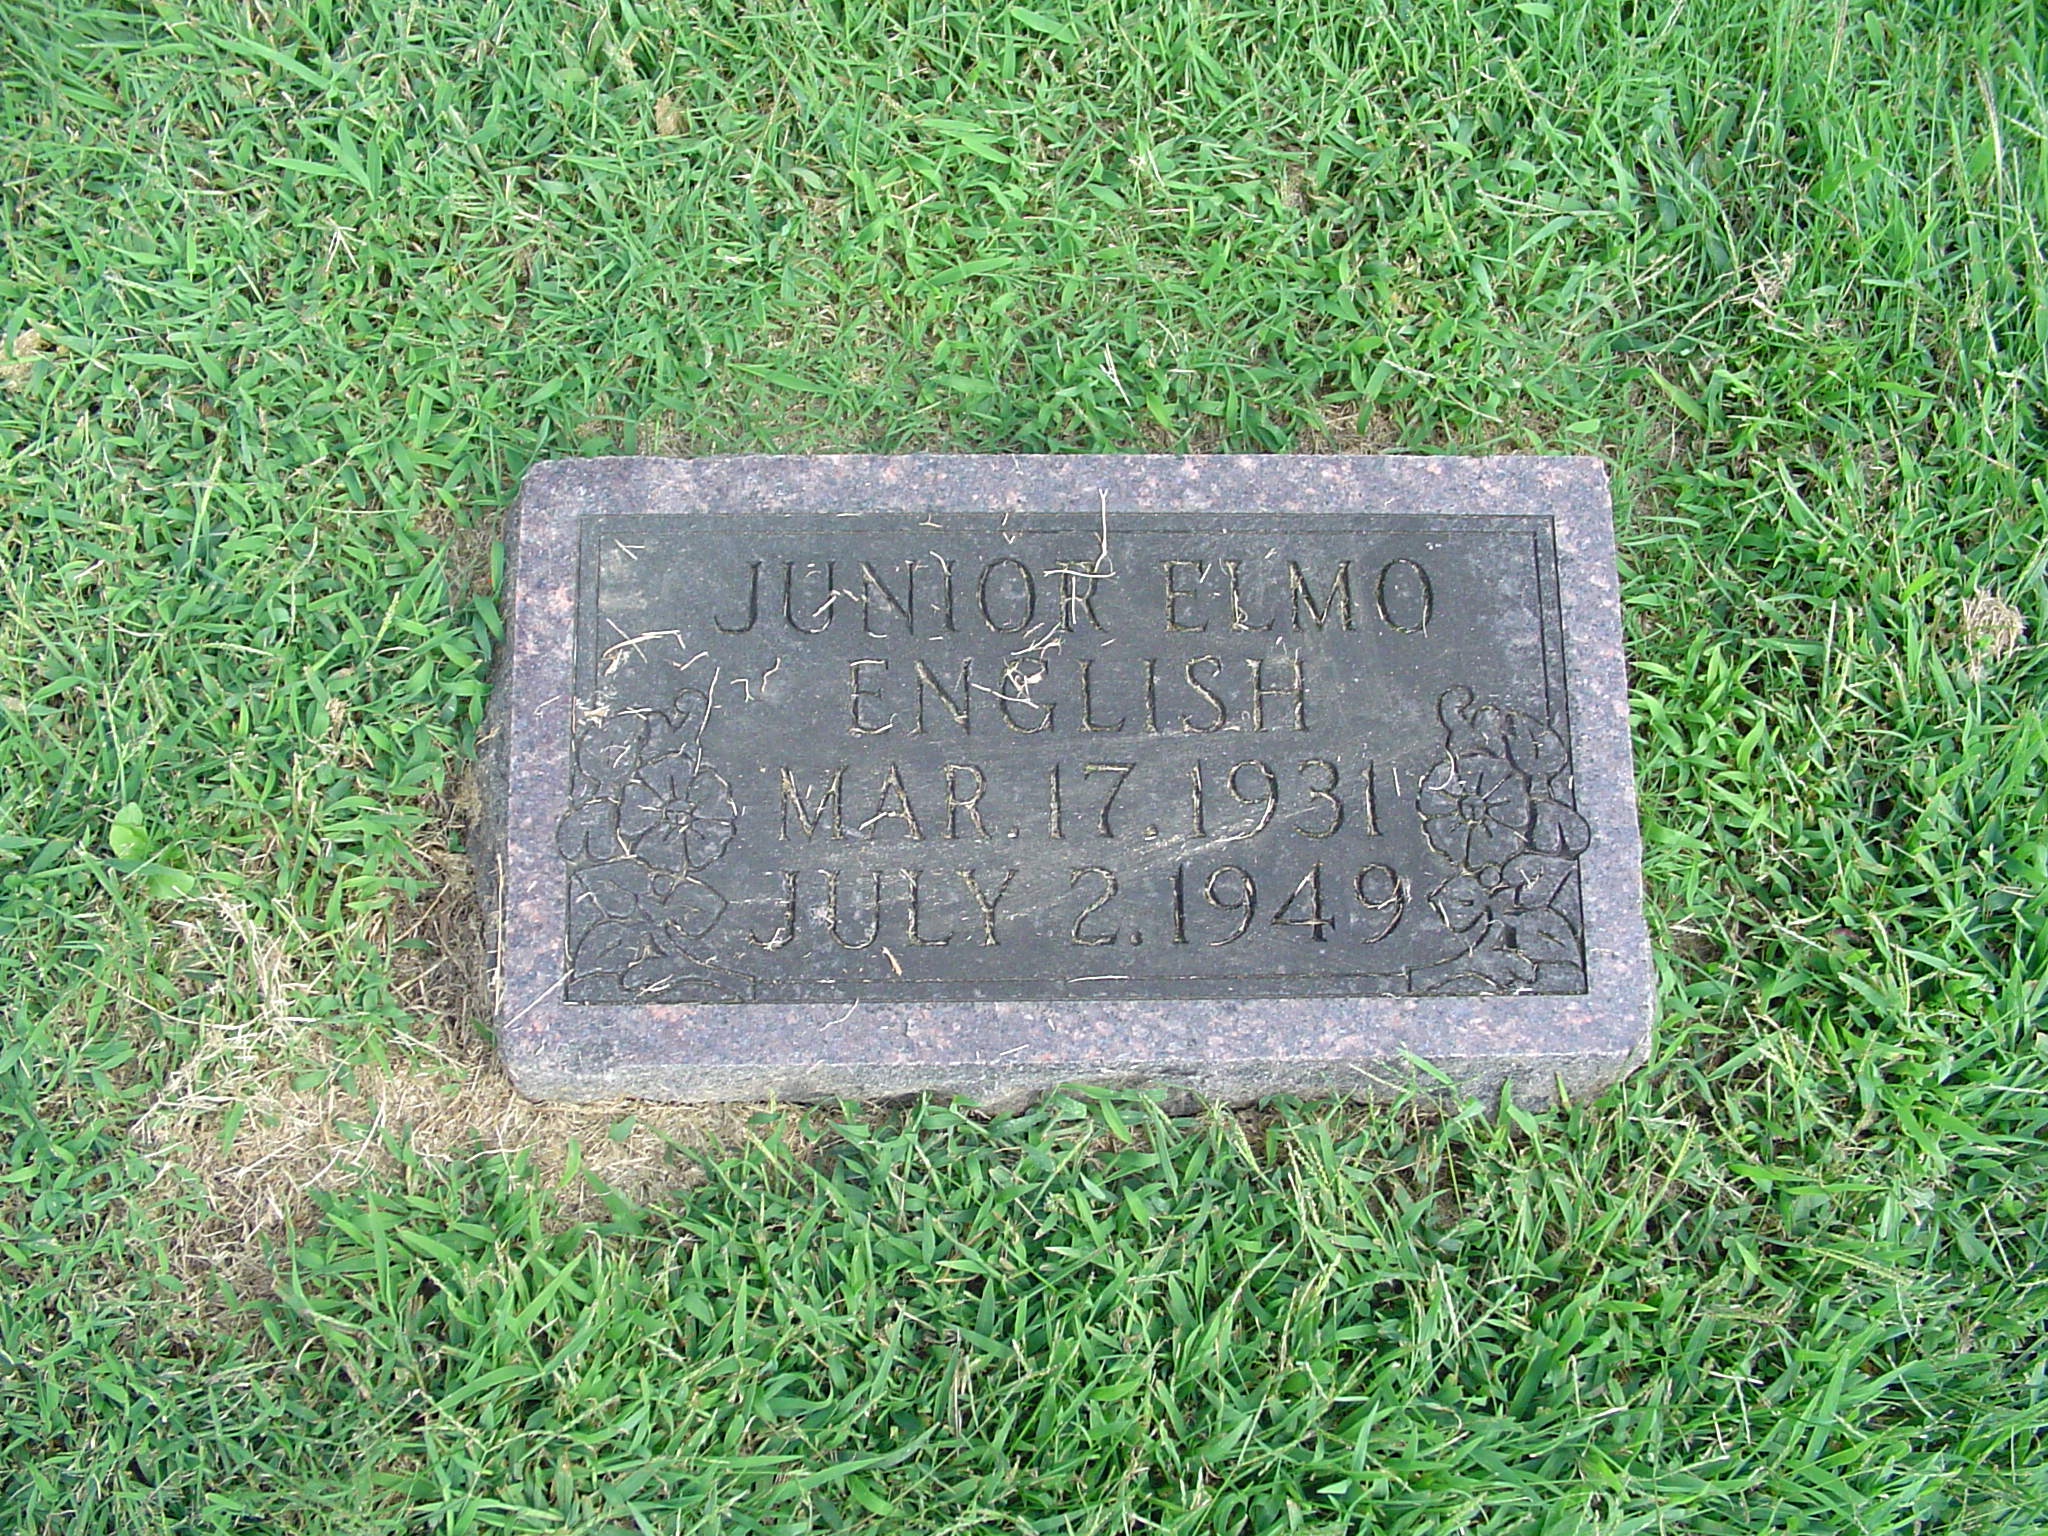 JUNIOR ELMO
ENGLISH
MAR. 17. 1931
JULY 2. 1949